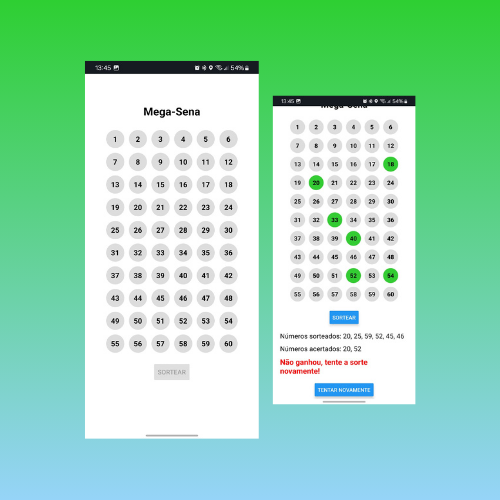 13:45 54%
Mega-Sena
1 2 3 4 5 6
7 8 9 10 11 12
13 14 15 16 17 18
19 20 21 22 23 24
25 26 27 28 29 30
31 32 33 34 35 36
37 38 39 40 41 42
43 44 45 46 47 48
49 50 51 52 53 54
55 56 57 58 59 60
SORTEAR
13:45 54%
Mega-Sena
1 2 3 4 5 6
7 8 9 10 11 12
13 14 15 16 17 18
19 20 21 22 23 24
25 26 27 28 29 30
31 32 33 34 35 36
37 38 39 40 41 42
43 44 45 46 47 48
49 50 51 52 53 54
55 56 57 58 59 60
SORTEAR
Números sorteados: 20, 25, 59, 52, 45, 46
Números acertados: 20, 52
Não ganhou, tente a sorte
novamente!
TENTAR NOVAMENTE